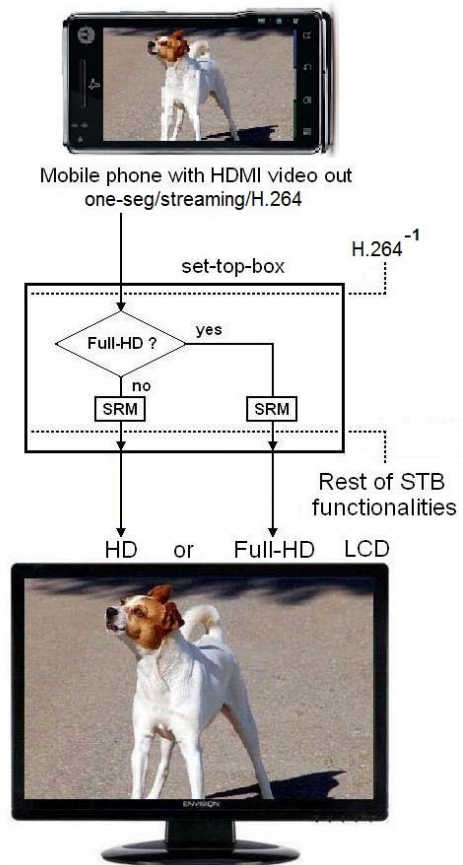 Mobile phone with HDMI video out
one-seg/streaming/H.264
H.264⁻¹
set-top-box
Full-HD ?
yes
no
SRM
SRM
Rest of STB
functionalities
HD or Full-HD LCD
ENVISION